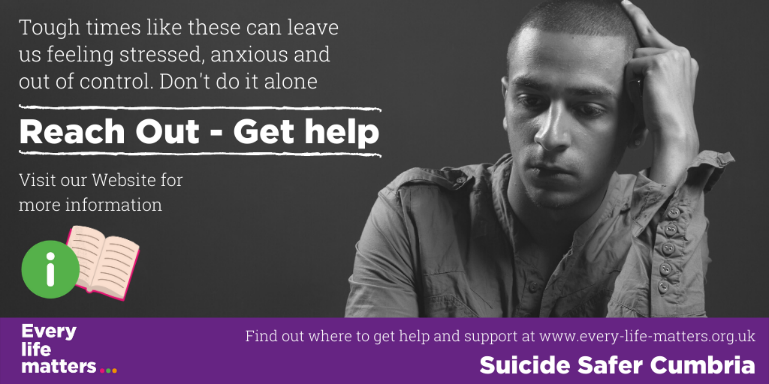 Tough times like these can leave
us feeling stressed, anxious and
out of control. Don't do it alone
Reach Out - Get help
Visit our Website for
more information
i
Every
life
matters...
Find out where to get help and support at www.every-life-matters.org.uk
Suicide Safer Cumbria